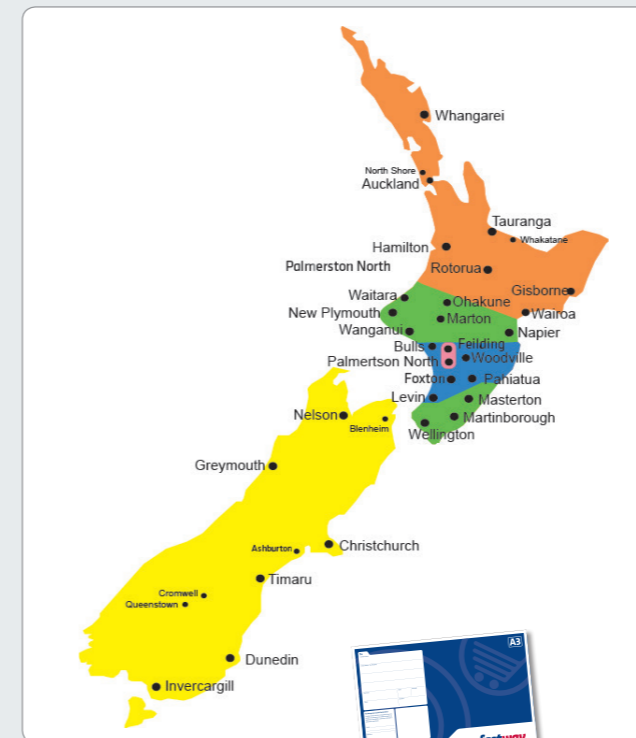 Whangarei
North Shore
Auckland
Tauranga
Whakatane
Hamilton
Palmerston North
Rotorua
Gisborne
Waitara
Ohakune
New Plymouth
Marton
Wairoa
Wanganui
Napier
Bulls
Feilding
Palmertson North
Woodville
Foxton
Pahiatua
Levin
Masterton
Nelson
Martinborough
Blenheim
Wellington
Greymouth
Ashburton
Christchurch
Timaru
Cromwell
Queenstown
Dunedin
A3
Invercargill